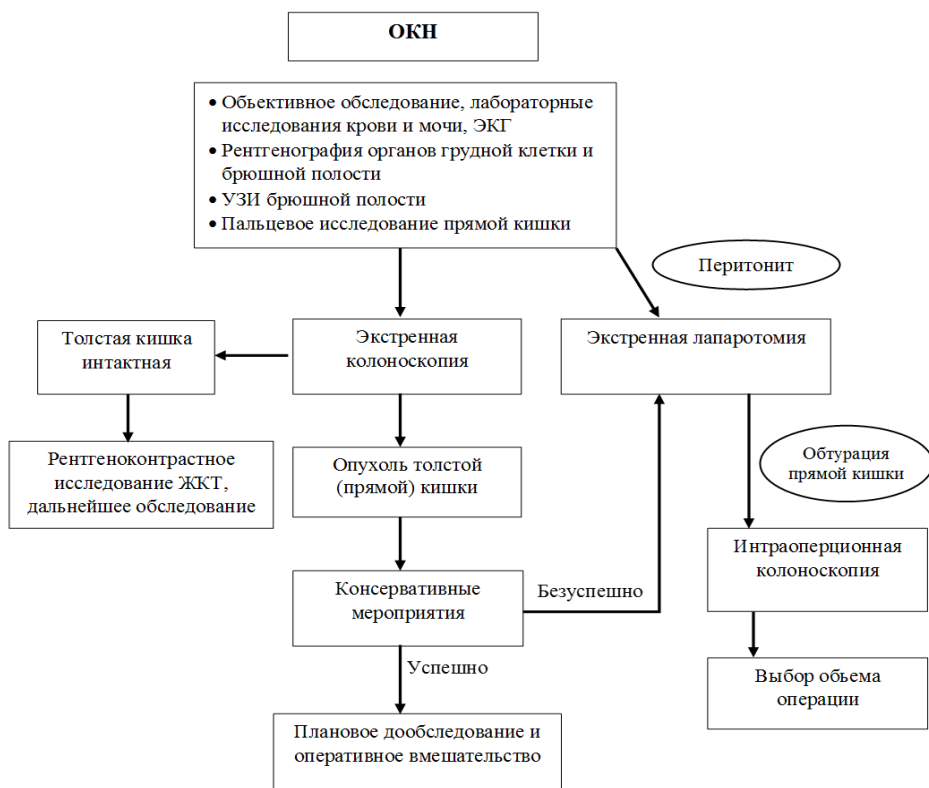 ОКН
• Обьективное обследование, лабораторные
исследования крови и мочи, ЭКГ
• Рентгенография органов грудной клетки и
брюшной полости
• УЗИ брюшной полости
• Пальцевое исследование прямой кишки
Перитонит
Толстая кишка
интактная
Экстренная
колоноскопия
Экстренная лапаротомия
Рентгеноконтрастное
исследование ЖКТ,
дальнейшее обследование
Опухоль толстой
(прямой) кишки
Обтурация
прямой кишки
Интраоперционная
колоноскопия
Консервативные
мероприятия
Безуспешно
Успешно
Выбор обьема
операции
Плановое дообследование и
оперативное вмешательство